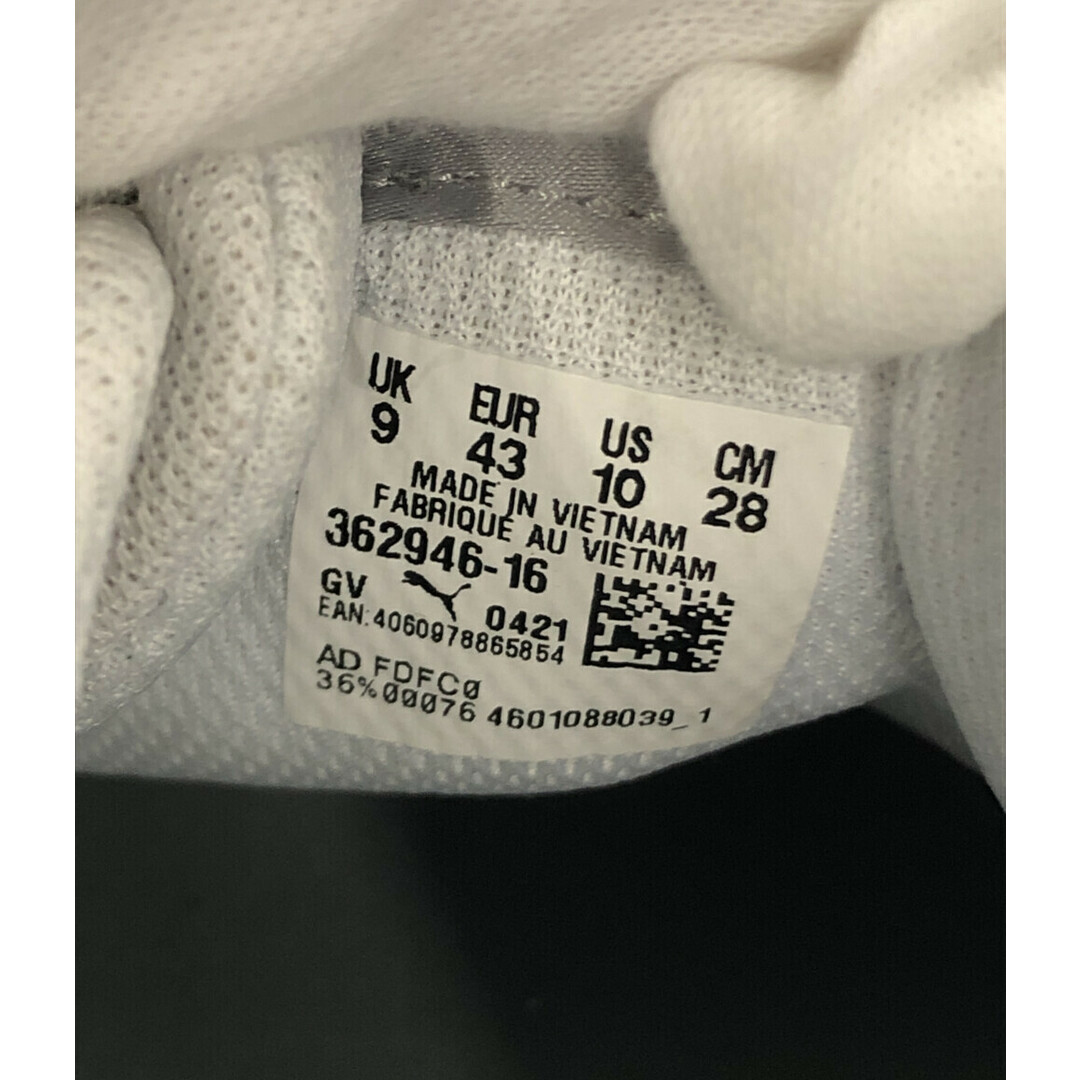 UK EUR US CM
9 43 10 28
MADE IN VIETNAM
FABRIQUÉ AU VIETNAM
362946-16
GV 0421
EAN:4060978865854
AD FDFC0
36%00076 4601088039_1